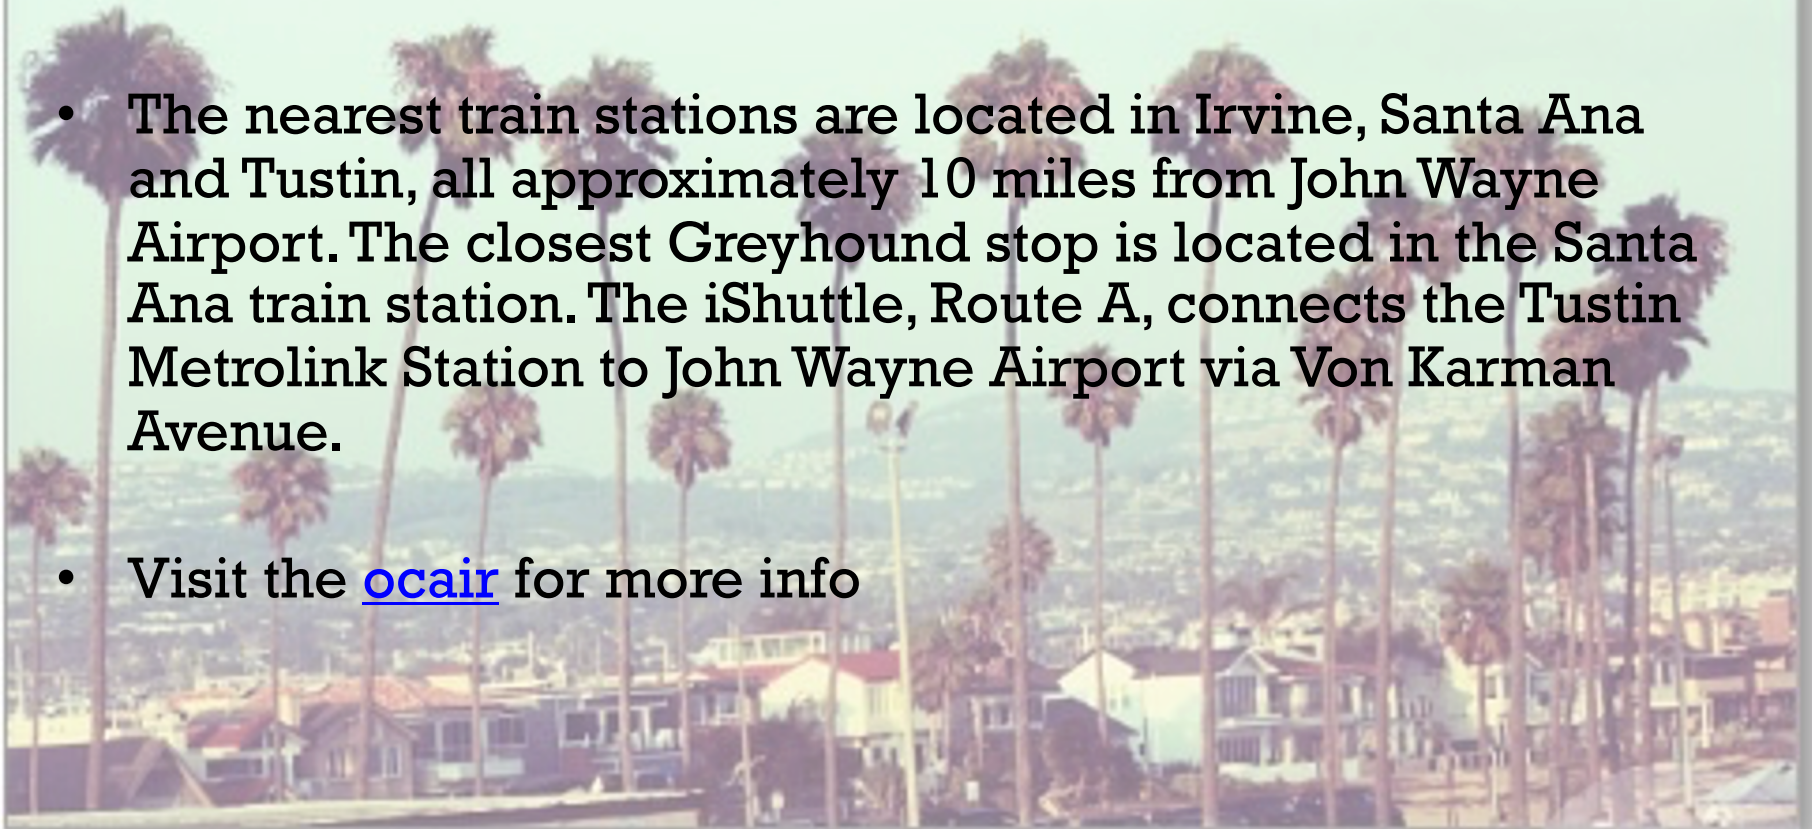 • The nearest train stations are located in Irvine, Santa Ana
and Tustin, all approximately 10 miles from John Wayne
Airport. The closest Greyhound stop is located in the Santa
Ana train station. The iShuttle, Route A, connects the Tustin
Metrolink Station to John Wayne Airport via Von Karman
Avenue.
• Visit the ocair for more info